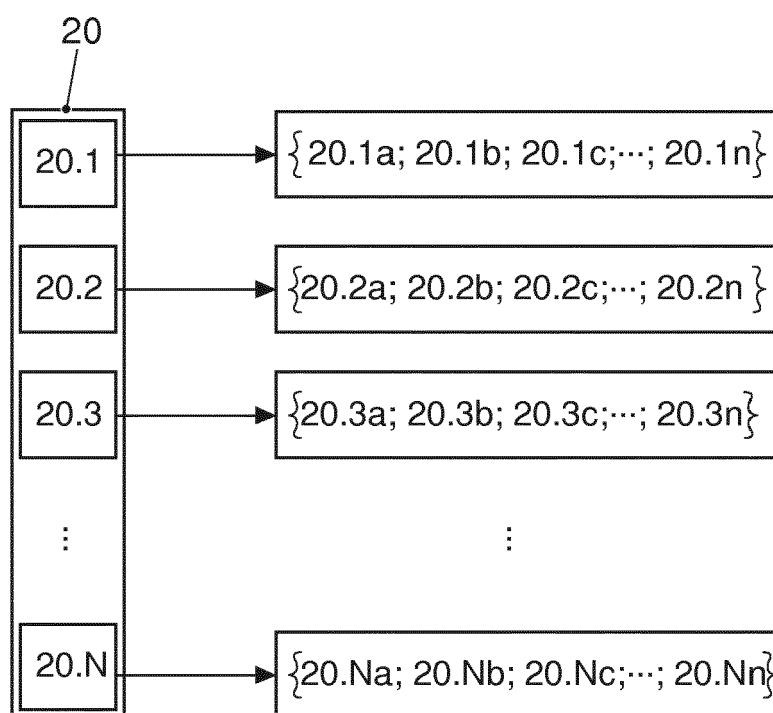 20
20.1 {20.1a; 20.1b; 20.1c;···; 20.1n}
20.2 {20.2a; 20.2b; 20.2c;···; 20.2n }
20.3 {20.3a; 20.3b; 20.3c;···; 20.3n}
⋮ ⋮
20.N {20.Na; 20.Nb; 20.Nc;···; 20.Nn}